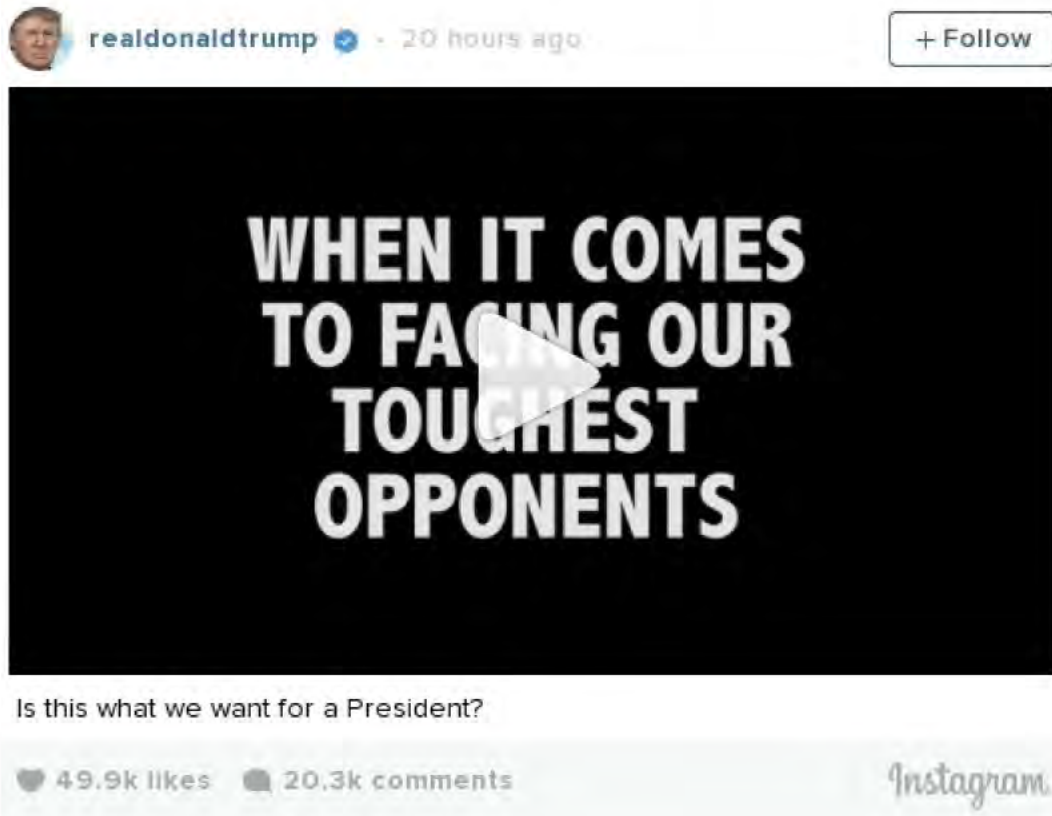 realdonaldtrump · 20 hours ago + Follow
WHEN IT COMES
TO FACING OUR
TOUGHEST
OPPONENTS
Is this what we want for a President?
49.9k likes 20.3k comments Instagram